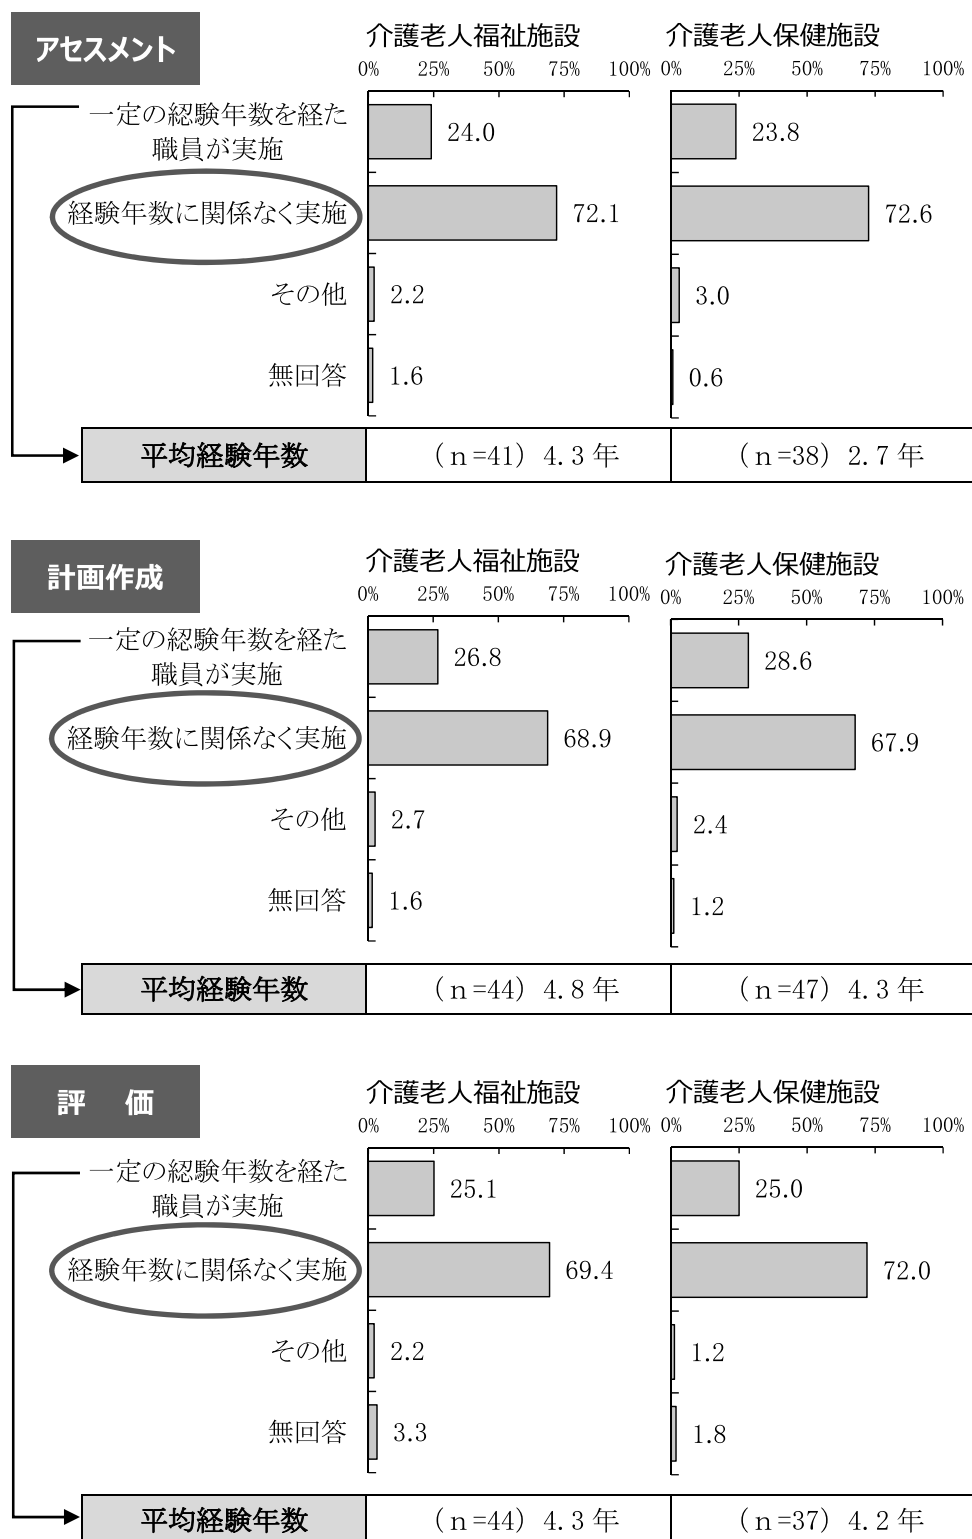 アセスメント
介護老人福祉施設 介護老人保健施設
0% 25% 50% 75% 100% 0% 25% 50% 75% 100%
一定の経験年数を経た
職員が実施
24.0 23.8
経験年数に関係なく実施 72.1 72.6
その他 2.2 3.0
無回答 1.6 0.6
平均経験年数 (n=41) 4.3 年 (n=38) 2.7 年
計画作成
介護老人福祉施設 介護老人保健施設
0% 25% 50% 75% 100% 0% 25% 50% 75% 100%
一定の経験年数を経た
職員が実施
26.8 28.6
経験年数に関係なく実施 68.9 67.9
その他 2.7 2.4
無回答 1.6 1.2
平均経験年数 (n=44) 4.8 年 (n=47) 4.3 年
評 価
介護老人福祉施設 介護老人保健施設
0% 25% 50% 75% 100% 0% 25% 50% 75% 100%
一定の経験年数を経た
職員が実施
25.1 25.0
経験年数に関係なく実施 69.4 72.0
その他 2.2 1.2
無回答 3.3 1.8
平均経験年数 (n=44) 4.3 年 (n=37) 4.2 年